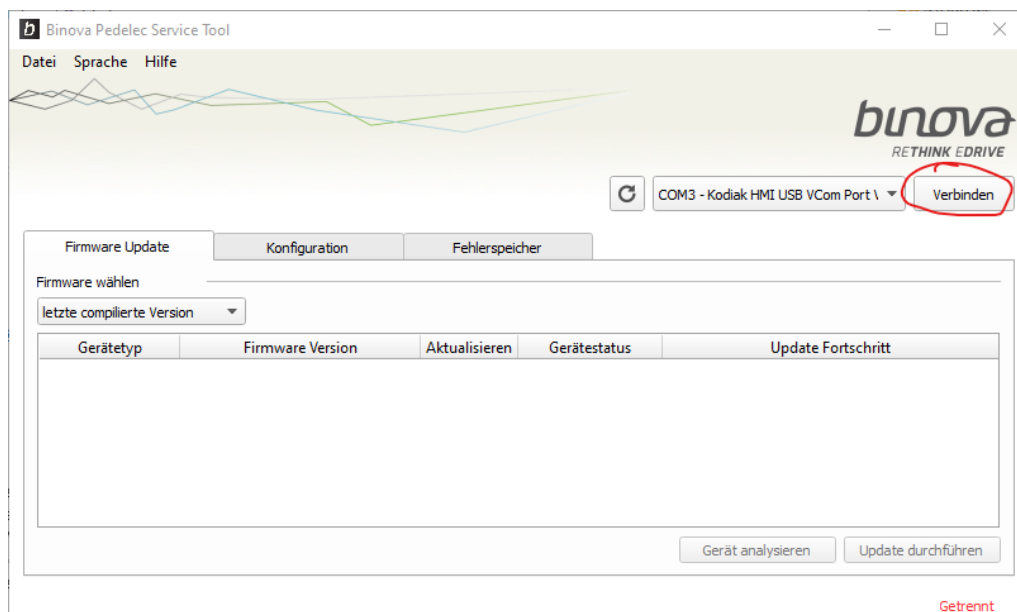 b Binova Pedelec Service Tool
Datei Sprache Hilfe
binova
RETHINK EDRIVE
COM3 - Kodiak HMI USB VCom Port \ Verbinden
Firmware Update Konfiguration Fehlerspeicher
Firmware wählen
letzte compilierte Version
Gerätetyp Firmware Version Aktualisieren Gerätestatus Update Fortschritt
Gerät analysieren Update durchführen
Getrennt